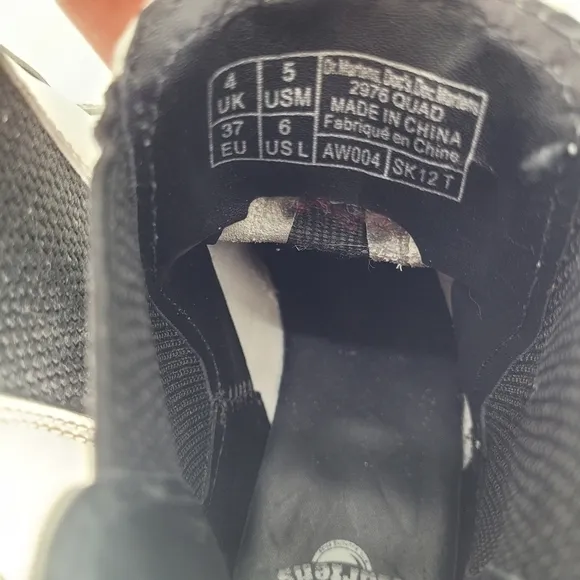 4 UK
5 USM
37 EU
6 US L
Dr. Martens, Doc's, Doc Martens
2976 QUAD
MADE IN CHINA
Fabriqué en Chine
AW004
SK12 T